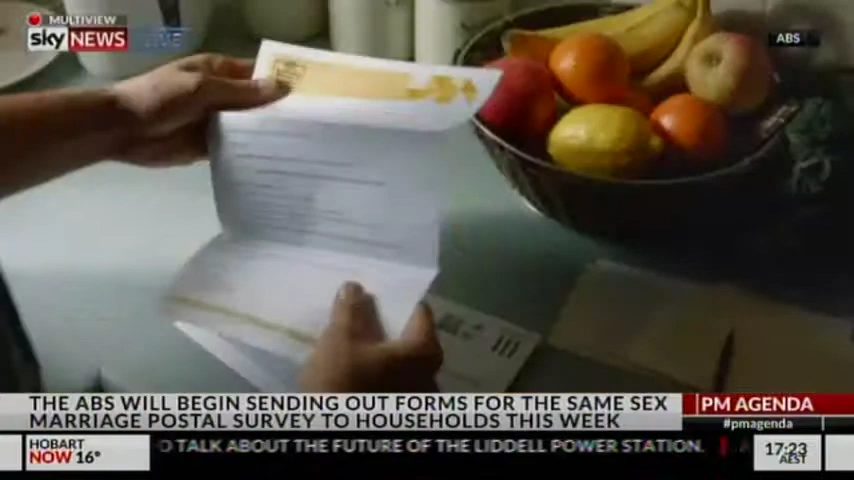 MULTIVIEW
sky NEWS LIVE
ABS
THE ABS WILL BEGIN SENDING OUT FORMS FOR THE SAME SEX
MARRIAGE POSTAL SURVEY TO HOUSEHOLDS THIS WEEK
PM AGENDA
#pmagenda
HOBART
NOW 16°
O TALK ABOUT THE FUTURE OF THE LIDDELL POWER STATION.
17:23
AEST